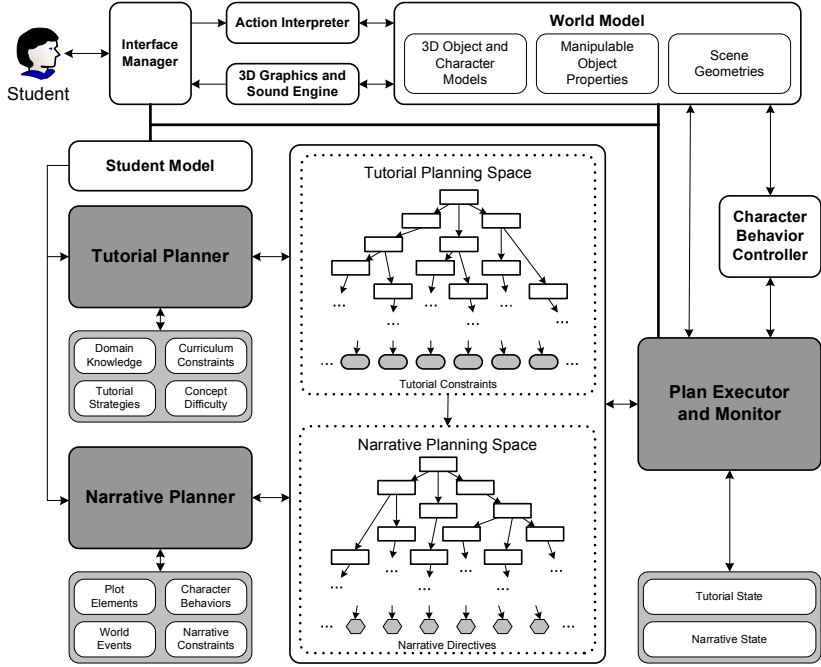 Student
Interface
Manager
Action Interpreter
3D Graphics and
Sound Engine
World Model
3D Object and
Character
Models
Manipulable
Object
Properties
Scene
Geometries
Student Model
Tutorial Planner
Domain
Knowledge
Curriculum
Constraints
Tutorial
Strategies
Concept
Difficulty
Narrative Planner
Plot
Elements
Character
Behaviors
World
Events
Narrative
Constraints
Tutorial Planning Space
...
...
...
...
...
...
...
...
Tutorial Constraints
Narrative Planning Space
...
...
...
...
...
...
...
...
Narrative Directives
Character
Behavior
Controller
Plan Executor
and Monitor
Tutorial State
Narrative State